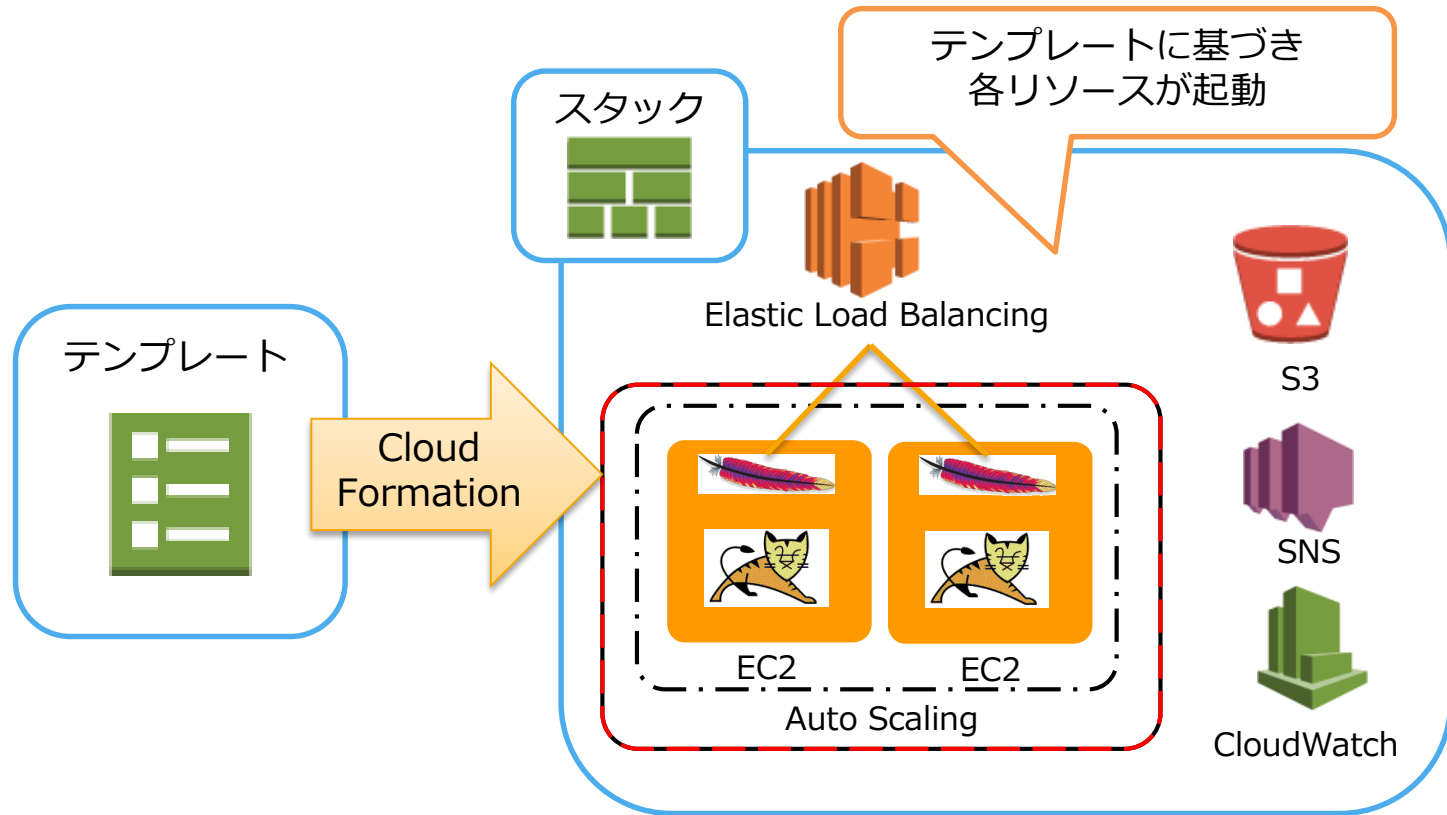 テンプレートに基づき
各リソースが起動
スタック
Elastic Load Balancing
テンプレート
Cloud
Formation
EC2
EC2
Auto Scaling
S3
SNS
CloudWatch